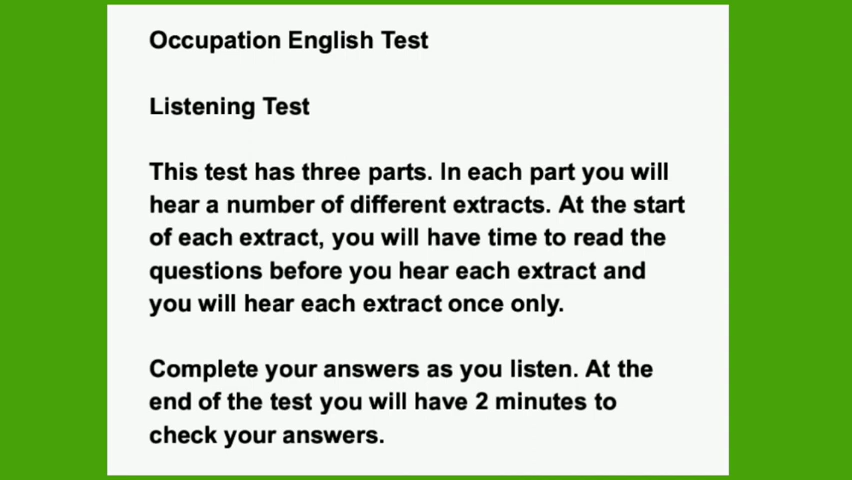 Occupation English Test
Listening Test
This test has three parts. In each part you will
hear a number of different extracts. At the start
of each extract, you will have time to read the
questions before you hear each extract and
you will hear each extract once only.
Complete your answers as you listen. At the
end of the test you will have 2 minutes to
check your answers.